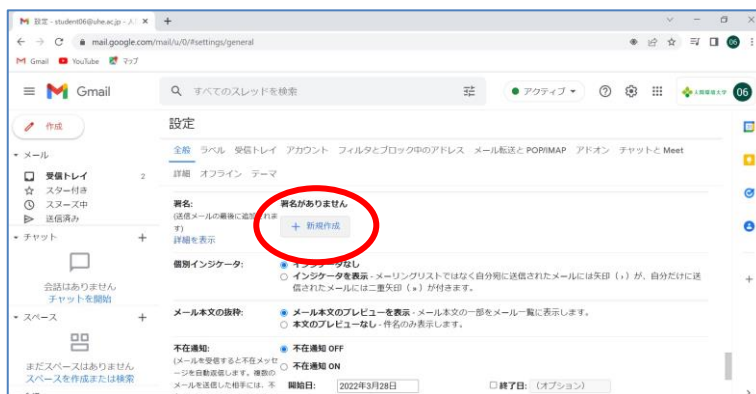 設定 - student06@uhe.ac.jp - 人
mail.google.com/mail/u/0/#settings/general
Gmail YouTube マップ
Gmail
すべてのスレッドを検索
アクティブ
人間環境大学
06
作成
設定
全般 ラベル 受信トレイ アカウント フィルタとブロック中のアドレス メール転送と POP/IMAP アドオン チャットと Meet
詳細 オフライン テーマ
メール
受信トレイ 2
スター付き
スヌーズ中
送信済み
チャット
会話はありません
チャットを開始
スペース
まだスペースはありません
スペースを作成または検索
署名:
(送信メールの最後に追加されます)
詳細を表示
署名がありません
+ 新規作成
個別インジケータ:
インジケータなし
インジケータを表示 - メーリングリストではなく自分宛に送信されたメールには矢印（›）が、自分だけに送
信されたメールには二重矢印（»）が付きます。
メール本文の抜粋:
メール本文のプレビューを表示 - メール本文の一部をメール一覧に表示します。
本文のプレビューなし - 件名のみ表示します。
不在通知:
(メールを受信すると不在メッセ
ージを自動返信します。複数の
メールを送信した相手には、不
不在通知 OFF
不在通知 ON
開始日: 2022年3月28日
終了日: （オプション）